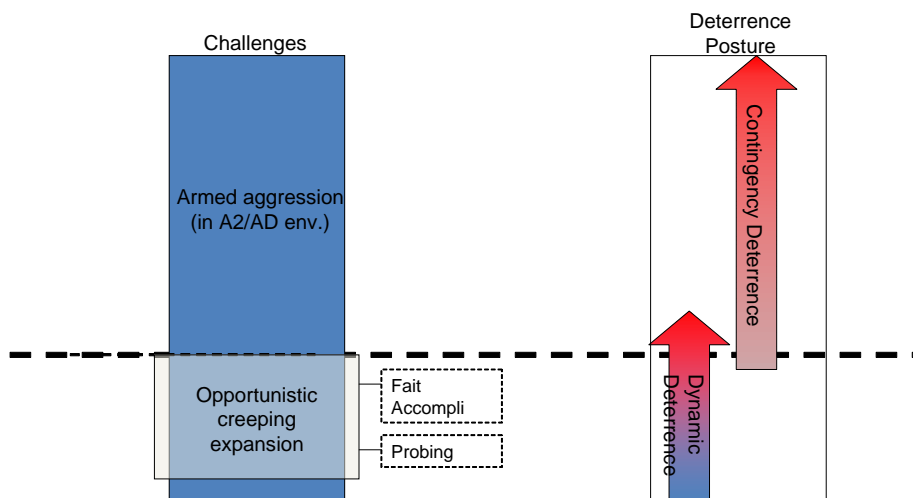 Challenges
Deterrence
Posture
Armed aggression
(in A2/AD env.)
Contingency Deterrence
Opportunistic
creeping
expansion
Fait
Accompli
Probing
Dynamic
Deterrence